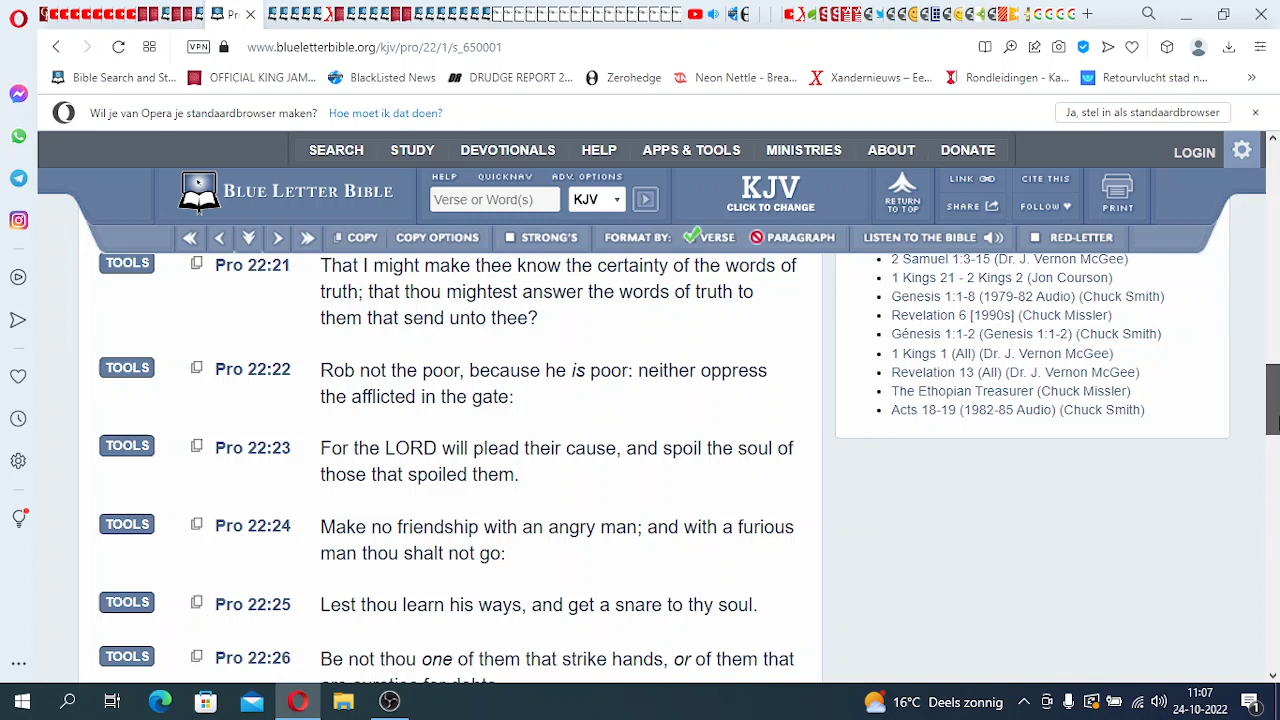 Pro
VPN
www.blueletterbible.org/kjv/pro/22/1/s_650001
Bible Search and St...
OFFICIAL KING JAM...
BlackListed News
DRUDGE REPORT 2...
Zerohedge
Neon Nettle - Brea...
Xandernieuws – Ee...
Rondleidingen - Ka...
Retourvlucht stad n...
»
Wil je van Opera je standaardbrowser maken?
Hoe moet ik dat doen?
Ja, stel in als standaardbrowser
SEARCH
STUDY
DEVOTIONALS
HELP
APPS & TOOLS
MINISTRIES
ABOUT
DONATE
LOGIN
BLUE LETTER BIBLE
HELP
QUICKNAV
ADV. OPTIONS
Verse or Word(s)
KJV
KJV
CLICK TO CHANGE
RETURN
TO TOP
LINK
SHARE
CITE THIS
FOLLOW
PRINT
COPY
COPY OPTIONS
STRONG'S
FORMAT BY:
VERSE
PARAGRAPH
LISTEN TO THE BIBLE
RED-LETTER
TOOLS
Pro 22:21
That I might make thee know the certainty of the words of
truth; that thou mightest answer the words of truth to
them that send unto thee?
TOOLS
Pro 22:22
Rob not the poor, because he is poor: neither oppress
the afflicted in the gate:
TOOLS
Pro 22:23
For the LORD will plead their cause, and spoil the soul of
those that spoiled them.
TOOLS
Pro 22:24
Make no friendship with an angry man; and with a furious
man thou shalt not go:
TOOLS
Pro 22:25
Lest thou learn his ways, and get a snare to thy soul.
TOOLS
Pro 22:26
Be not thou one of them that strike hands, or of them that
2 Samuel 1:3-15 (Dr. J. Vernon McGee)
1 Kings 21 - 2 Kings 2 (Jon Courson)
Genesis 1:1-8 (1979-82 Audio) (Chuck Smith)
Revelation 6 [1990s] (Chuck Missler)
Génesis 1:1-2 (Genesis 1:1-2) (Chuck Smith)
1 Kings 1 (All) (Dr. J. Vernon McGee)
Revelation 13 (All) (Dr. J. Vernon McGee)
The Ethopian Treasurer (Chuck Missler)
Acts 18-19 (1982-85 Audio) (Chuck Smith)
16°C Deels zonnig
11:07
24-10-2022